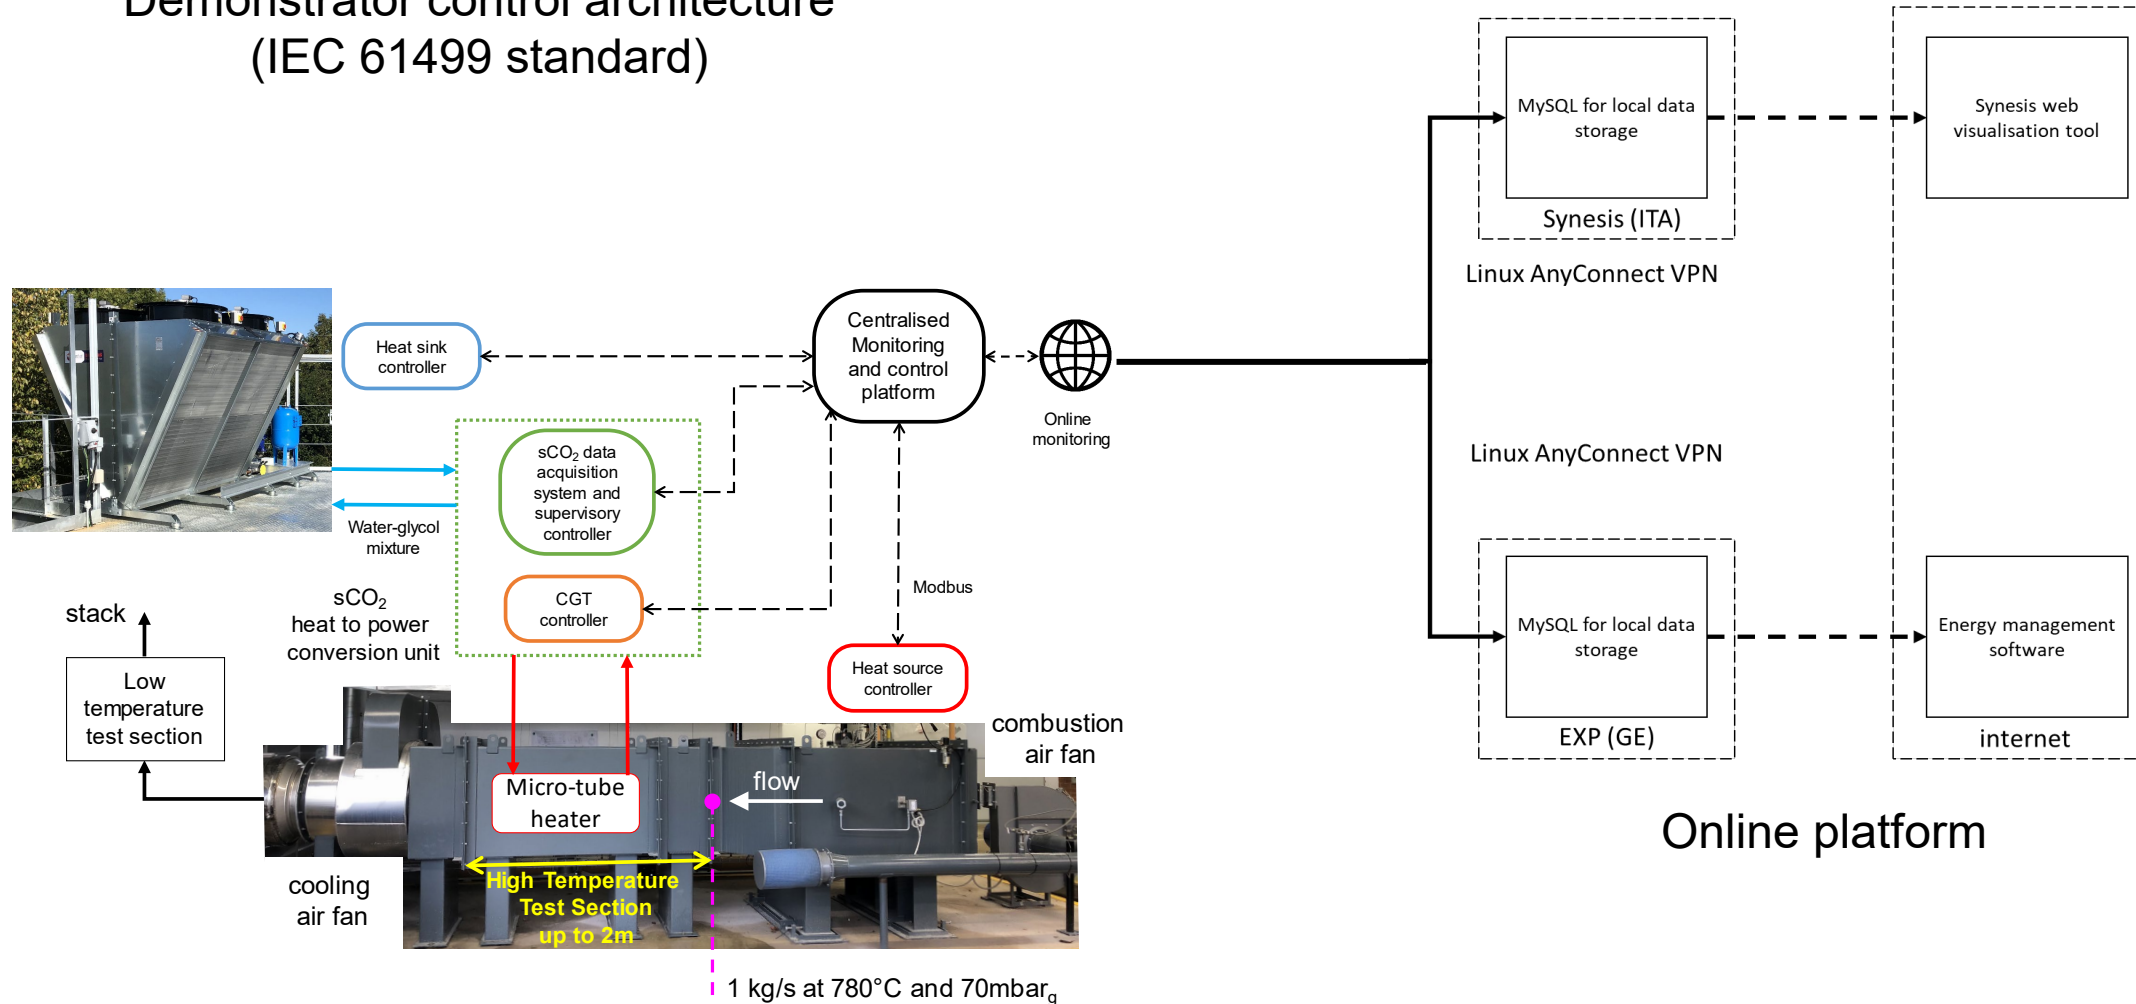 Demonstrator control architecture
(IEC 61499 standard)
MySQL for local data
storage
Synesis (ITA)
Synesis web
visualisation tool
Linux AnyConnect VPN
Heat sink
controller
Centralised
Monitoring
and control
platform
Online
monitoring
sCO₂ data
acquisition
system and
supervisory
controller
Water-glycol
mixture
CGT
controller
Modbus
Linux AnyConnect VPN
sCO₂
heat to power
conversion unit
stack
Low
temperature
test section
Heat source
controller
MySQL for local data
storage
EXP (GE)
Energy management
software
internet
combustion
air fan
Micro-tube
heater
flow
High Temperature
Test Section
up to 2m
cooling
air fan
Online platform
1 kg/s at 780°C and 70mbar<sub>g</sub>